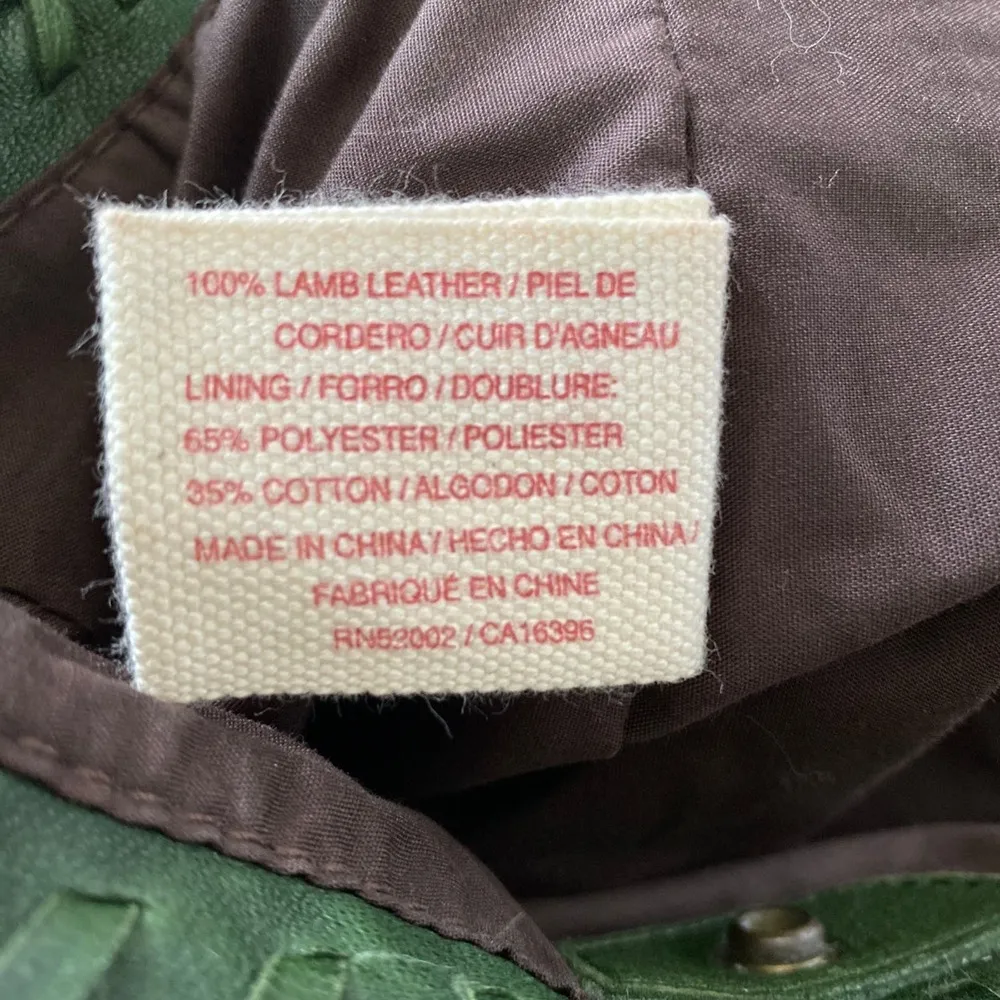 100% LAMB LEATHER / PIEL DE
CORDERO / CUIR D'AGNEAU
LINING / FORRO / DOUBLURE:
65% POLYESTER / POLIESTER
35% COTTON / ALGODON / COTON
MADE IN CHINA / HECHO EN CHINA /
FABRIQUÉ EN CHINE
RN52002 / CA16396